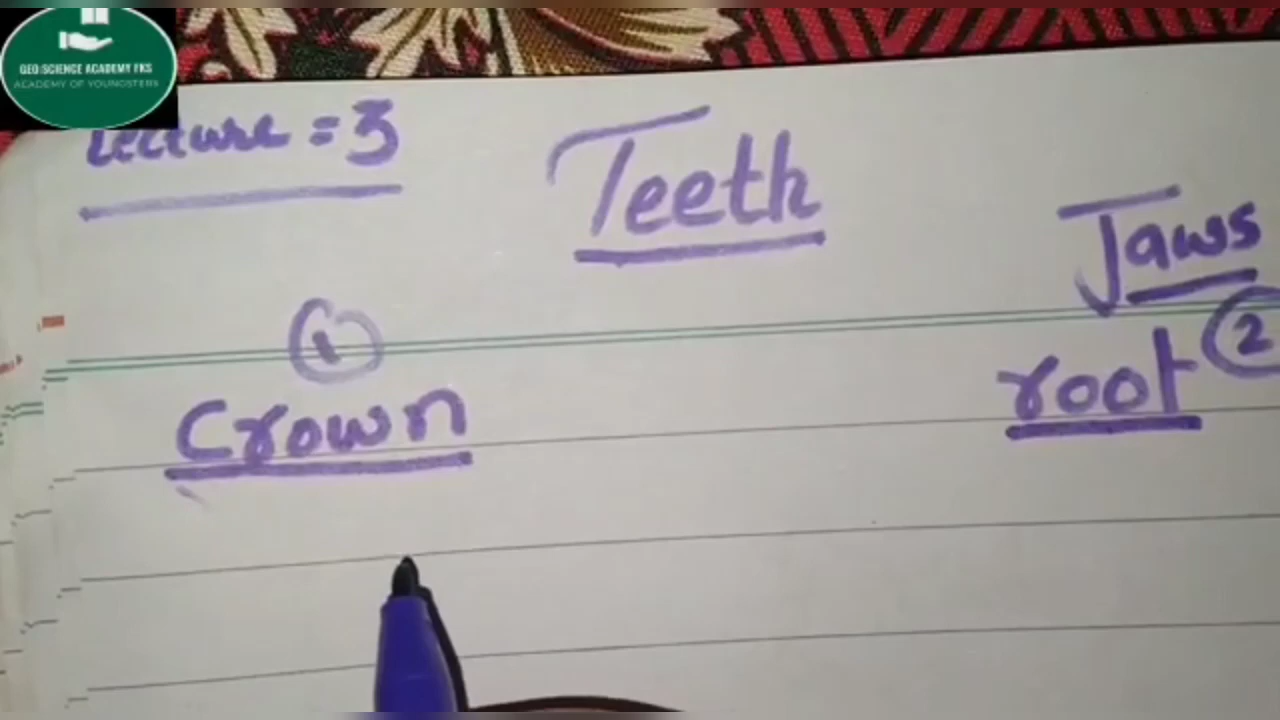 GEO SCIENCE ACADEMY FKS
ACADEMY OF YOUNGSTERS
Lecture = 3
Teeth
Jaws
1
2
Crown
root